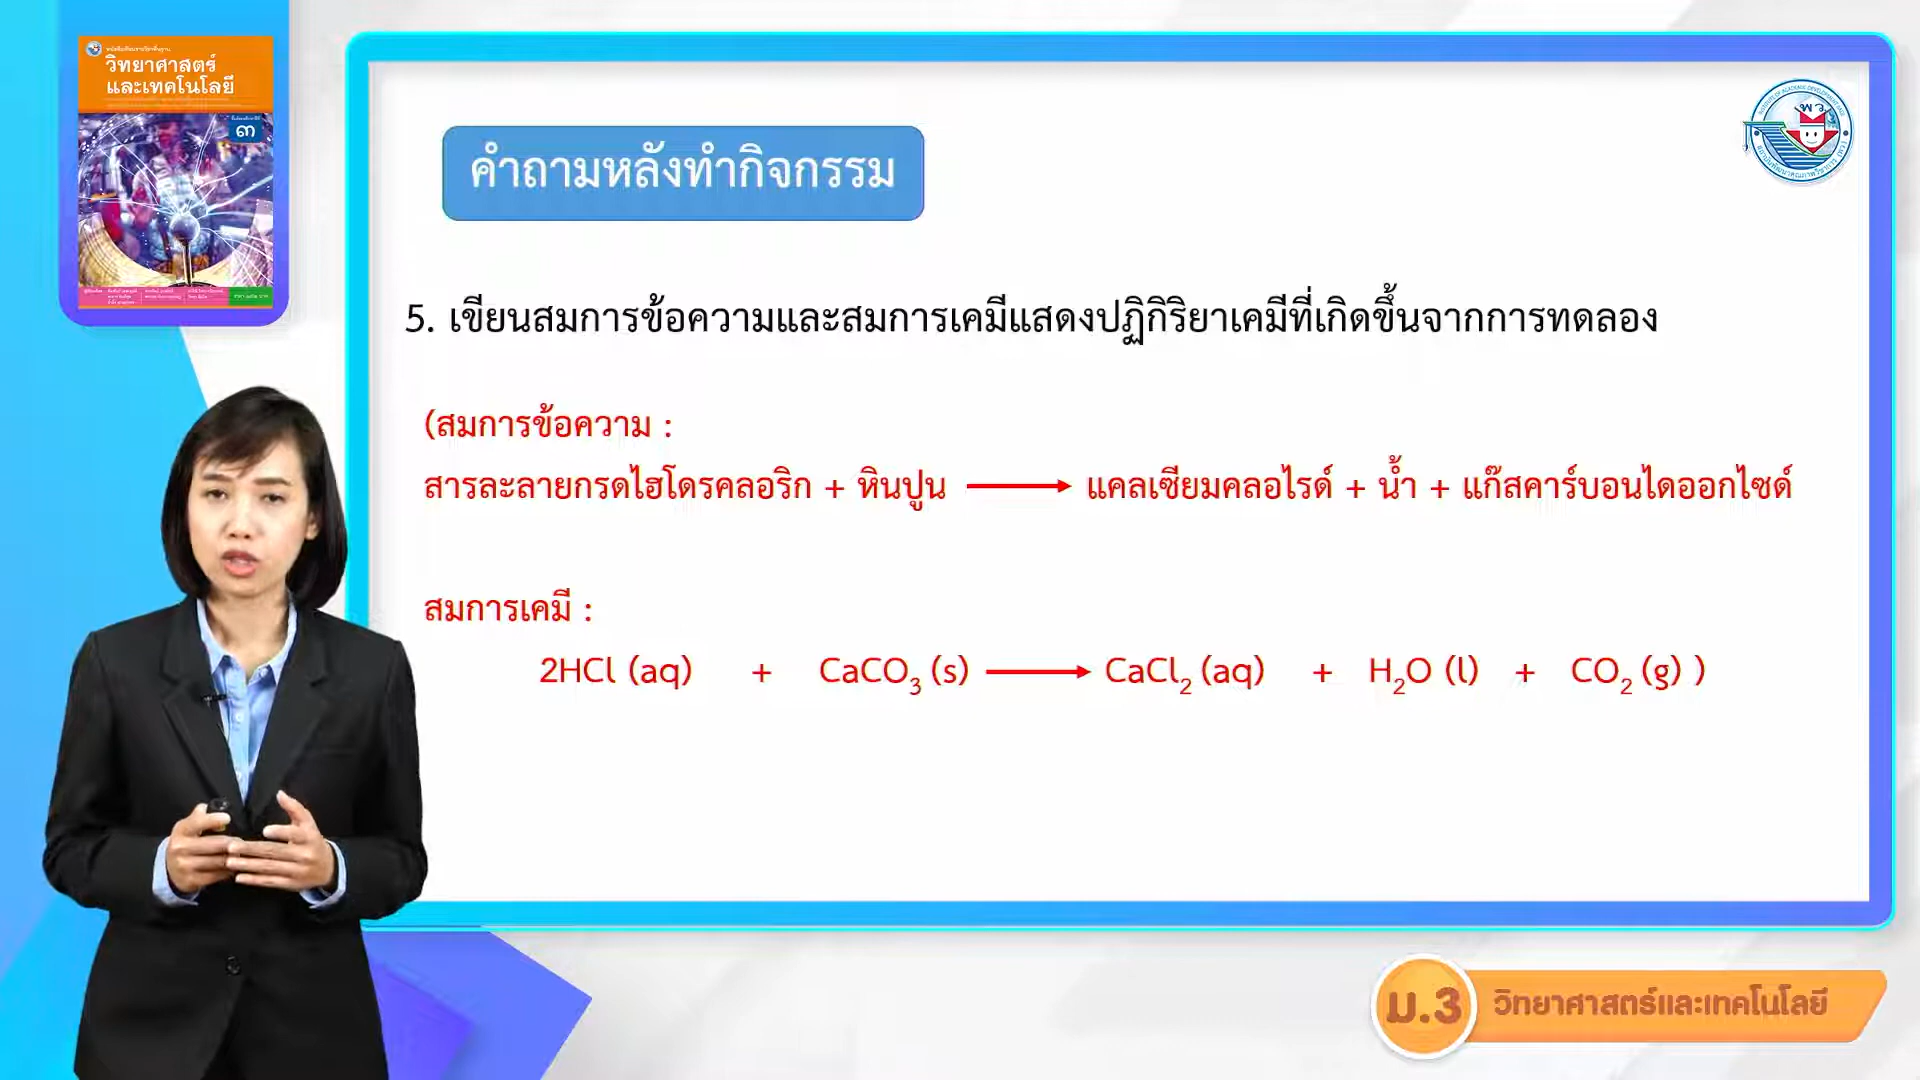 วิทยาศาสตร์
และเทคโนโลยี
๓
พว
คำถามหลังทำกิจกรรม
5. เขียนสมการข้อความและสมการเคมีแสดงปฏิกิริยาเคมีที่เกิดขึ้นจากการทดลอง
(สมการข้อความ :
สารละลายกรดไฮโดรคลอริก + หินปูน ⟶ แคลเซียมคลอไรด์ + น้ำ + แก๊สคาร์บอนไดออกไซด์
สมการเคมี :
2HCl (aq) + CaCO₃ (s) ⟶ CaCl₂ (aq) + H₂O (l) + CO₂ (g) )
ม.3 วิทยาศาสตร์และเทคโนโลยี